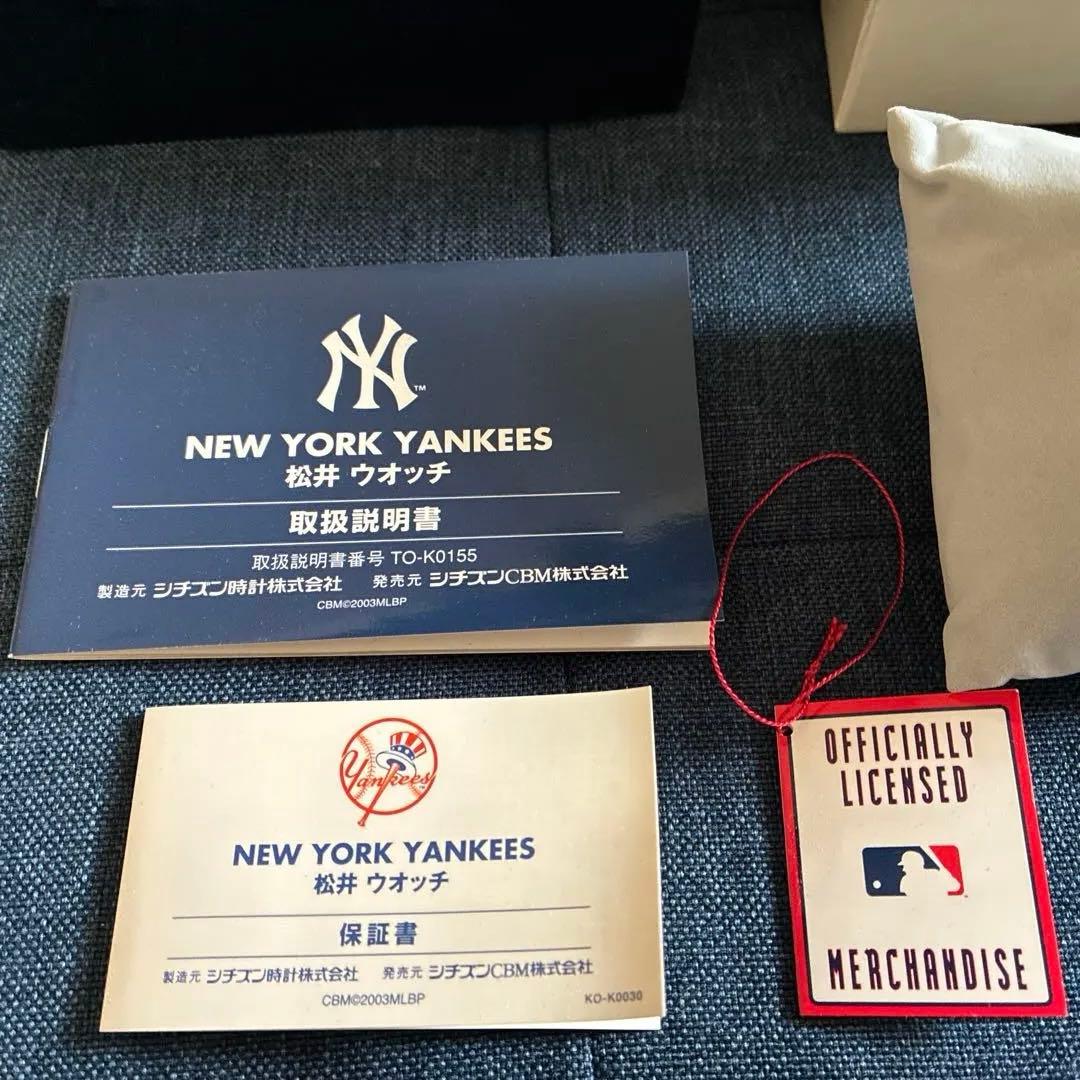 NY™
NEW YORK YANKEES
松井 ウオッチ
取扱説明書
取扱説明書番号 TO-K0155
製造元 シチズン時計株式会社 発売元 シチズンCBM株式会社
CBM©2003MLBP
Yankees
NEW YORK YANKEES
松井 ウオッチ
保証書
製造元 シチズン時計株式会社 発売元 シチズンCBM株式会社
CBM©2003MLBP
KO-K0030
OFFICIALLY
LICENSED
MERCHANDISE